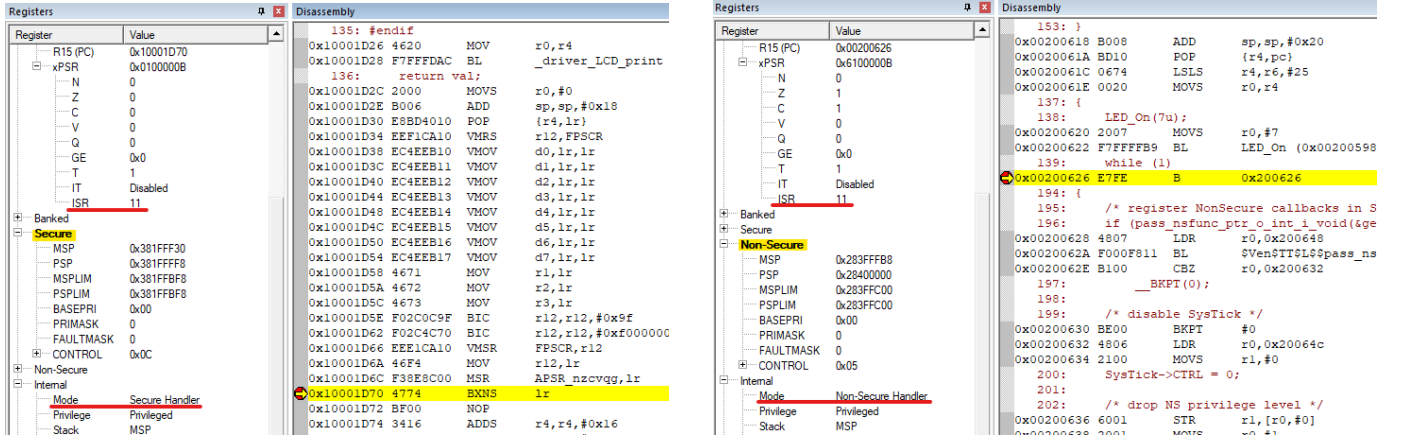 Registers
Register Value
R15 (PC) 0x10001D70
xPSR 0x0100000B
N 0
Z 0
C 0
V 0
Q 0
GE 0x0
T 1
IT Disabled
ISR 11
Banked
Secure
MSP 0x381FFF30
PSP 0x381FFFF8
MSPLIM 0x381FFBF8
PSPLIM 0x381FFBF8
BASEPRI 0x00
PRIMASK 0
FAULTMASK 0
CONTROL 0x0C
Non-Secure
Internal
Mode Secure Handler
Privilege Privileged
Stack MSP
Disassembly
135: #endif
0x10001D26 4620 MOV r0,r4
0x10001D28 F7FFFDAC BL _driver_LCD_print
136: return val;
0x10001D2C 2000 MOVS r0,#0
0x10001D2E B006 ADD sp,sp,#0x18
0x10001D30 E8BD4010 POP {r4,lr}
0x10001D34 EEF1CA10 VMRS r12,FPSCR
0x10001D38 EC4EEB10 VMOV d0,lr,lr
0x10001D3C EC4EEB11 VMOV d1,lr,lr
0x10001D40 EC4EEB12 VMOV d2,lr,lr
0x10001D44 EC4EEB13 VMOV d3,lr,lr
0x10001D48 EC4EEB14 VMOV d4,lr,lr
0x10001D4C EC4EEB15 VMOV d5,lr,lr
0x10001D50 EC4EEB16 VMOV d6,lr,lr
0x10001D54 EC4EEB17 VMOV d7,lr,lr
0x10001D58 4671 MOV r1,lr
0x10001D5A 4672 MOV r2,lr
0x10001D5C 4673 MOV r3,lr
0x10001D5E F02C0C9F BIC r12,r12,#0x9f
0x10001D62 F02C4C70 BIC r12,r12,#0xf000000
0x10001D66 EEE1CA10 VMSR FPSCR,r12
0x10001D6A 46F4 MOV r12,lr
0x10001D6C F38E8C00 MSR APSR_nzcvqg,lr
0x10001D70 4774 BXNS lr
0x10001D72 BF00 NOP
0x10001D74 3416 ADDS r4,r4,#0x16
Registers
Register Value
R15 (PC) 0x00200626
xPSR 0x6100000B
N 0
Z 1
C 1
V 0
Q 0
GE 0x0
T 1
IT Disabled
ISR 11
Banked
Secure
Non-Secure
MSP 0x283FFFB8
PSP 0x28400000
MSPLIM 0x283FFC00
PSPLIM 0x283FFC00
BASEPRI 0x00
PRIMASK 0
FAULTMASK 0
CONTROL 0x05
Internal
Mode Non-Secure Handler
Privilege Privileged
Stack MSP
Disassembly
153: }
0x00200618 B008 ADD sp,sp,#0x20
0x0020061A BD10 POP {r4,pc}
0x0020061C 0674 LSLS r4,r6,#25
0x0020061E 0020 MOVS r0,r4
137: {
138: LED_On(7u);
0x00200620 2007 MOVS r0,#7
0x00200622 F7FFFFB9 BL LED_On (0x00200598
139: while (1)
0x00200626 E7FE B 0x200626
194: {
195: /* register NonSecure callbacks in S
196: if (pass_nsfunc_ptr_o_int_i_void(&ge
0x00200628 4807 LDR r0,0x200648
0x0020062A F000F811 BL $Ven$TT$L$$pass_ns
0x0020062E B100 CBZ r0,0x200632
197: __BKPT(0);
198:
199: /* disable SysTick */
0x00200630 BE00 BKPT #0
0x00200632 4806 LDR r0,0x20064c
0x00200634 2100 MOVS r1,#0
200: SysTick->CTRL = 0;
201:
202: /* drop NS privilege level */
0x00200636 6001 STR r1,[r0,#0]
0x00200638 2001 MOVS r0,#1